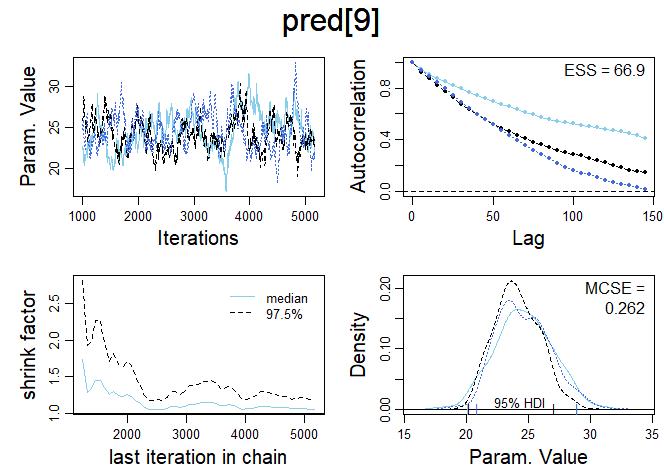 pred[9]
Param. Value
30
25
20
1000 2000 3000 4000 5000
Iterations
Autocorrelation
0.4
0.0
ESS = 66.9
0 50 100 150
Lag
shrink factor
2.5
2.0
1.5
1.0
median
97.5%
2000 3000 4000 5000
last iteration in chain
Density
0.20
0.10
0.00
MCSE =
0.262
95% HDI
15 20 25 30 35
Param. Value